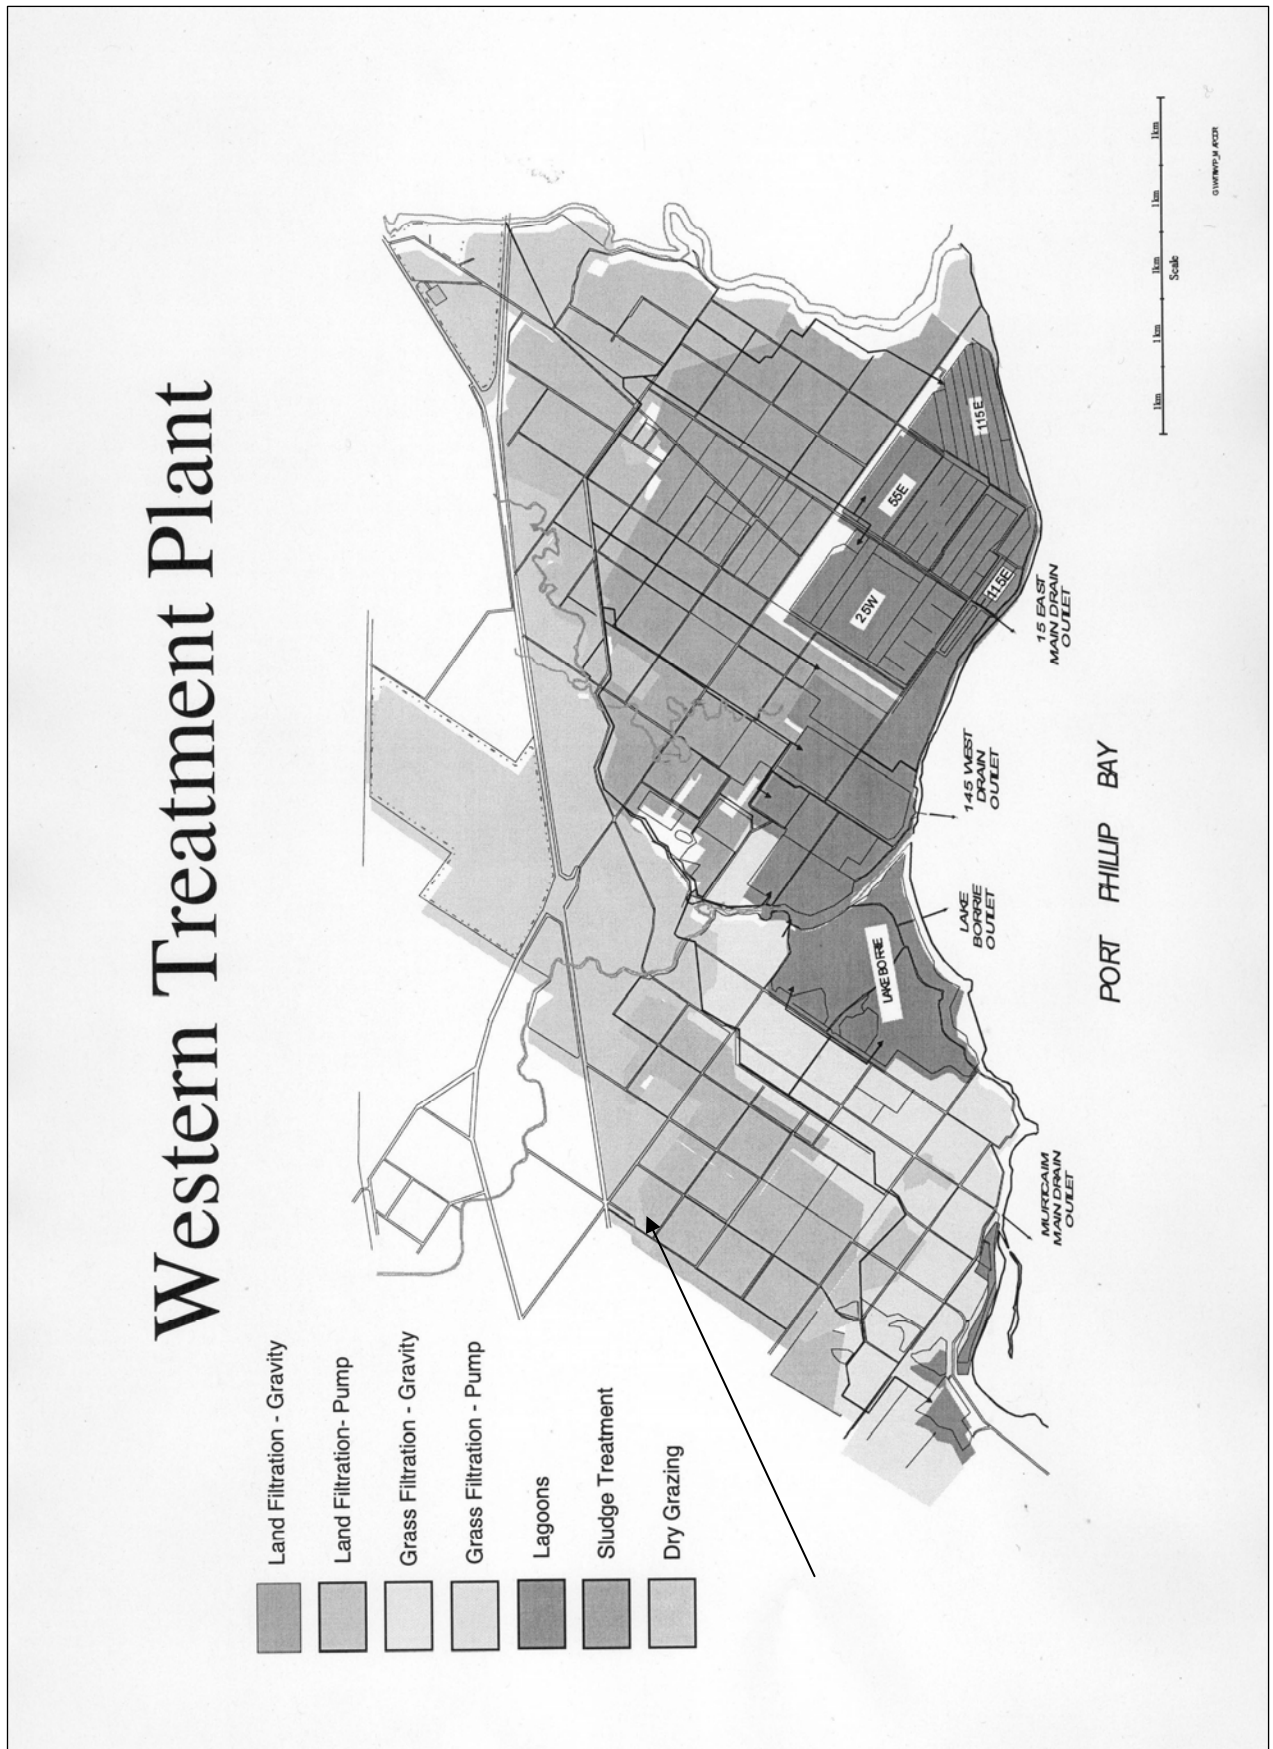 Western Treatment Plant
Land Filtration - Gravity
Land Filtration- Pump
Grass Filtration - Gravity
Grass Filtration - Pump
Lagoons
Sludge Treatment
Dry Grazing
115E
55E
25W
11.5E
LAKE BORRIE
15 EAST
MAIN DRAIN
OUTLET
145 WEST
DRAIN
OUTLET
LAKE
BORRIE
OUTLET
MURTCAIM
MAIN DRAIN
OUTLET
PORT PHILLIP BAY
1km 1km 1km 1km 1km
Scale